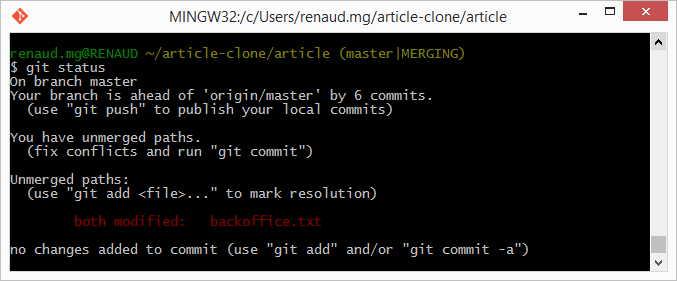 MINGW32:/c/Users/renaud.mg/article-clone/article
renaud.mg@RENAUD ~/article-clone/article (master|MERGING)
$ git status
On branch master
Your branch is ahead of 'origin/master' by 6 commits.
  (use "git push" to publish your local commits)
You have unmerged paths.
  (fix conflicts and run "git commit")
Unmerged paths:
  (use "git add <file>..." to mark resolution)
        both modified:   backoffice.txt
no changes added to commit (use "git add" and/or "git commit -a")